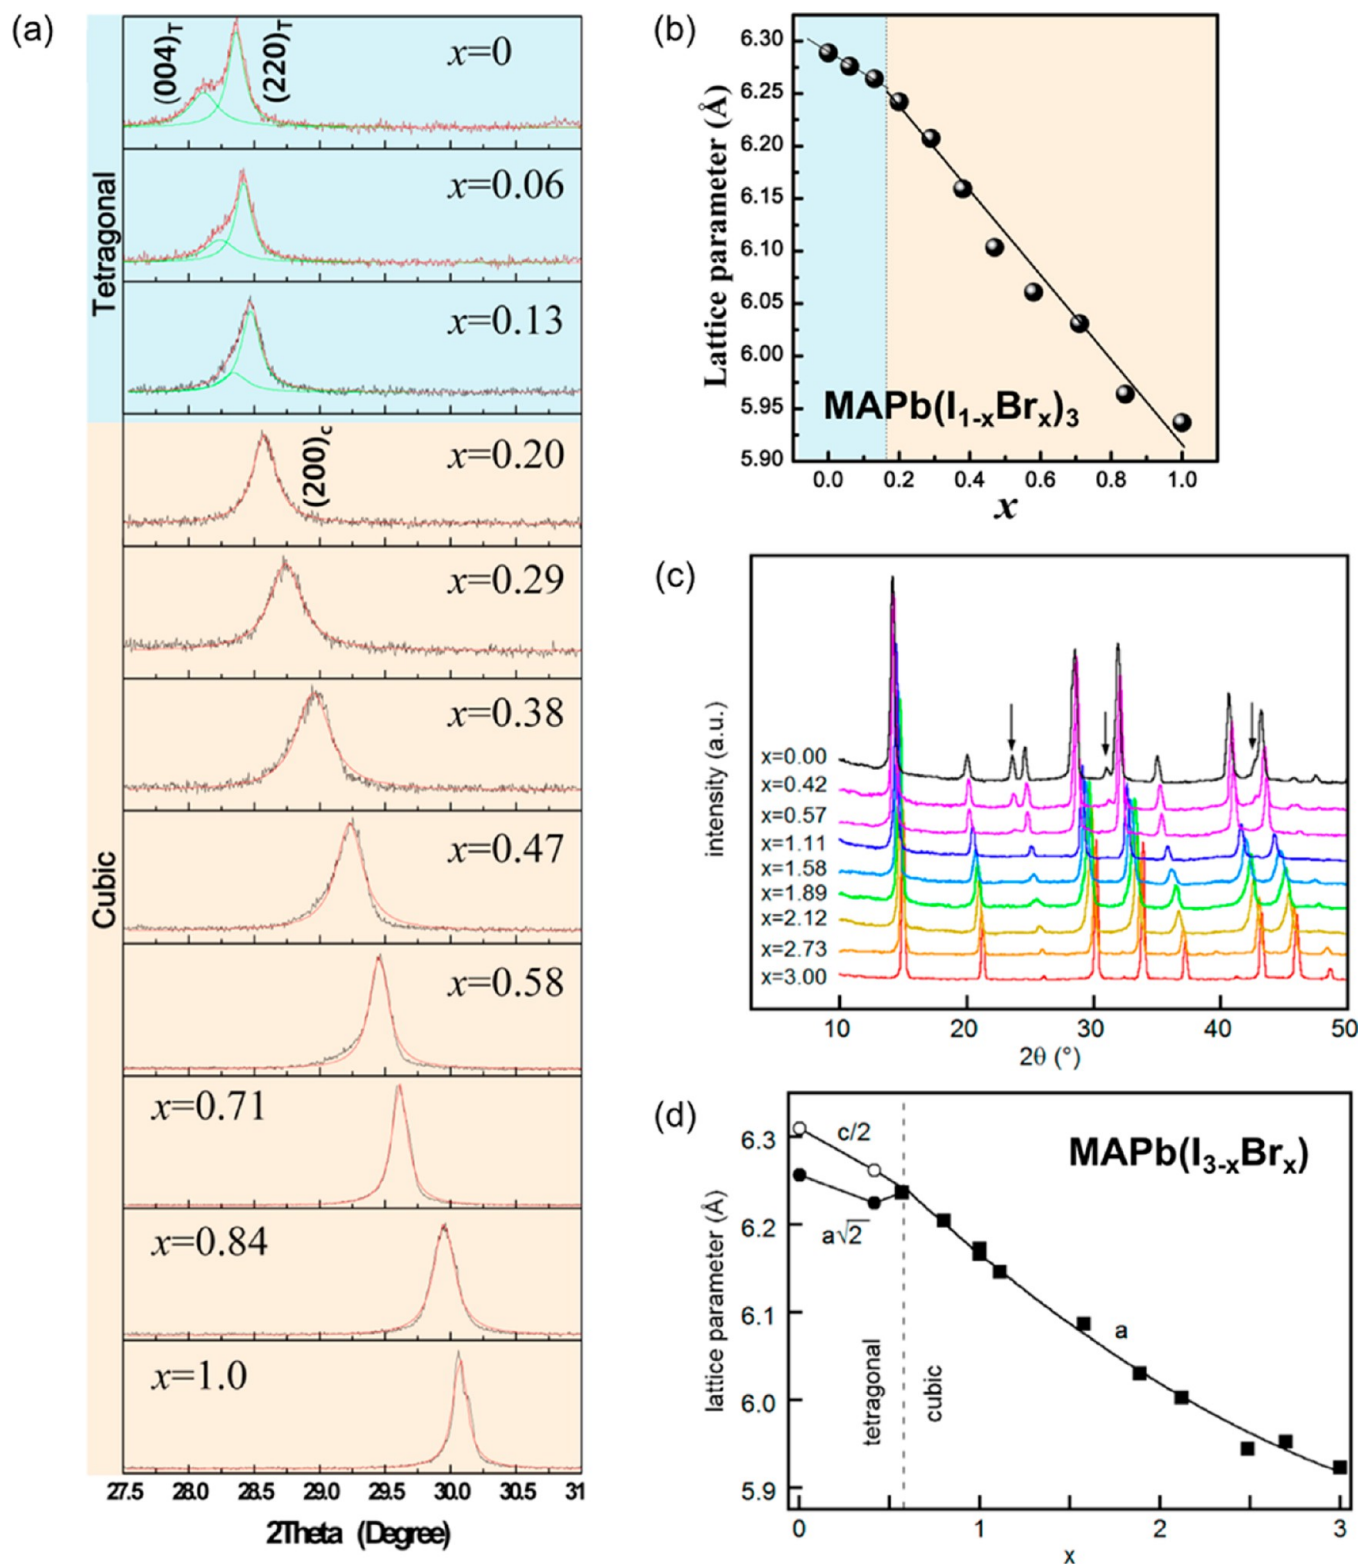 (a)
Tetragonal
Cubic
(004)T
(220)T
x=0
x=0.06
x=0.13
(200)c
x=0.20
x=0.29
x=0.38
x=0.47
x=0.58
x=0.71
x=0.84
x=1.0
27.5 28.0 28.5 29.0 29.5 30.0 30.5 31
2Theta (Degree)
(b)
Lattice parameter (Å)
6.30
6.25
6.20
6.15
6.10
6.05
6.00
5.95
5.90
MAPb(I1-xBrx)3
0.0 0.2 0.4 0.6 0.8 1.0
x
(c)
intensity (a.u.)
x=0.00
x=0.42
x=0.57
x=1.11
x=1.58
x=1.89
x=2.12
x=2.73
x=3.00
10 20 30 40 50
2θ (°)
(d)
lattice parameter (Å)
6.3
6.2
6.1
6.0
5.9
MAPb(I3-xBrx)
c/2
a√2
a
tetragonal
cubic
0 1 2 3
x